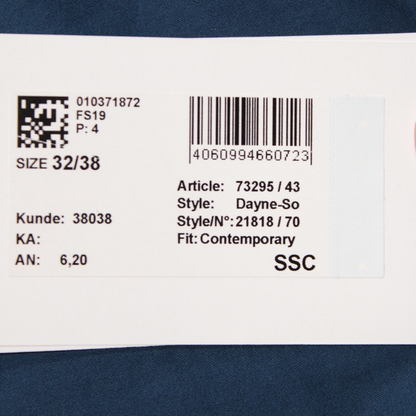 010371872
FS19
P: 4
SIZE 32/38
4060994660723
Article: 73295 / 43
Style: Dayne-So
Style/N°: 21818 / 70
Fit: Contemporary
Kunde: 38038
KA:
AN: 6,20
SSC